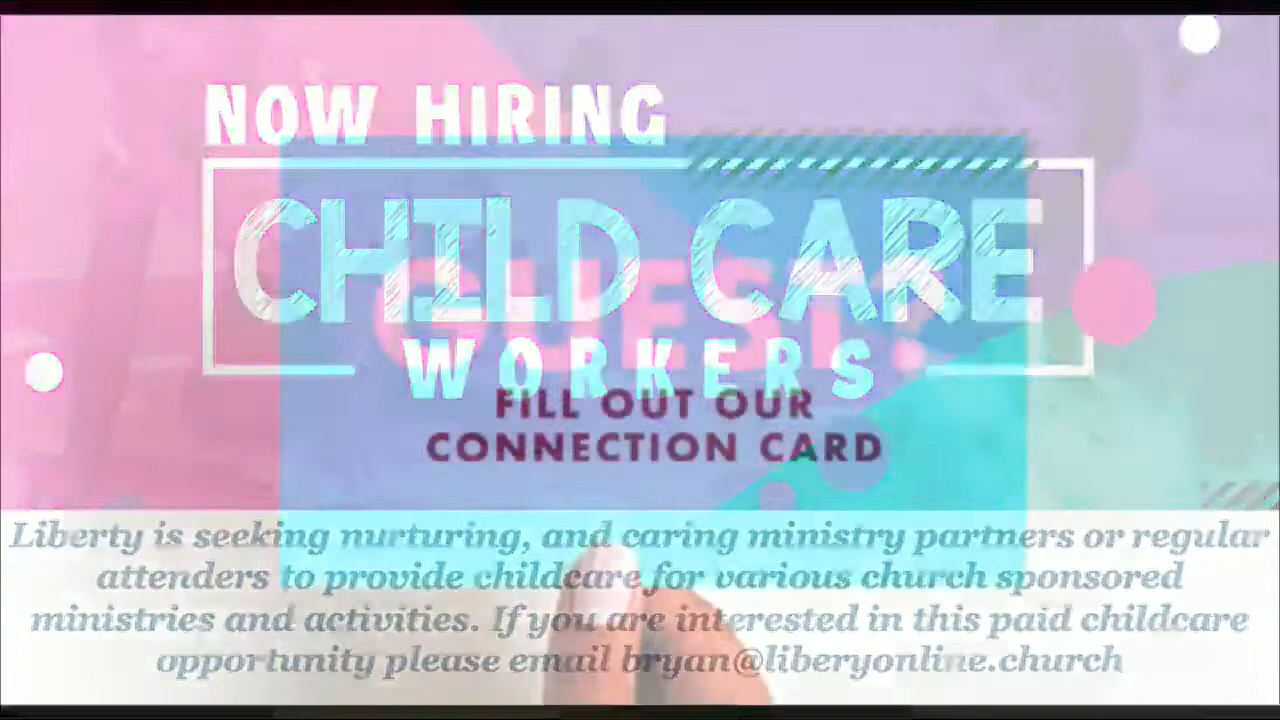 NOW HIRING
CHILD CARE
GUEST?
WORKERS
FILL OUT OUR
CONNECTION CARD
Liberty is seeking nurturing, and caring ministry partners or regular
attenders to provide childcare for various church sponsored
ministries and activities. If you are interested in this paid childcare
opportunity please email bryan@liberyonline.church